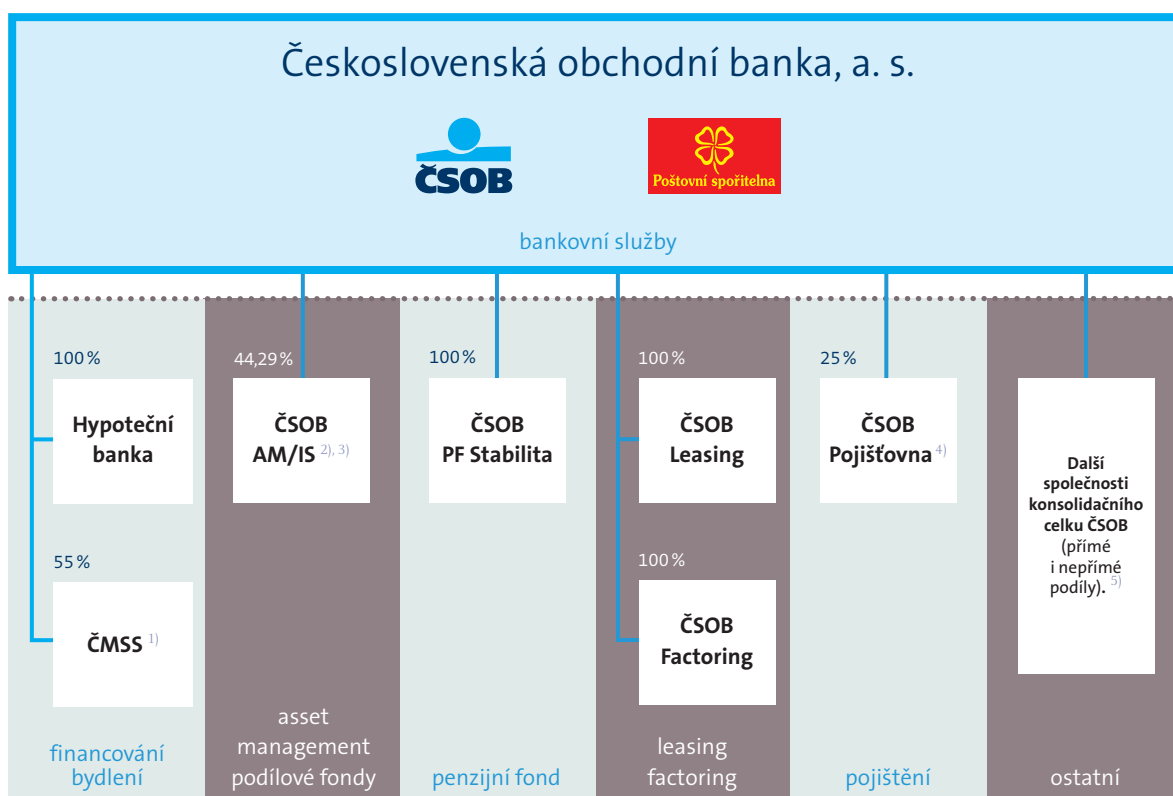 Československá obchodní banka, a. s.
ČSOB
Poštovní spořitelna
bankovní služby
100 %
Hypoteční
banka
55 %
ČMSS 1)
financování
bydlení
44,29 %
ČSOB
AM/IS 2), 3)
asset
management
podílové fondy
100 %
ČSOB
PF Stabilita
penzijní fond
100 %
ČSOB
Leasing
100 %
ČSOB
Factoring
leasing
factoring
25 %
ČSOB
Pojišťovna 4)
pojištění
Další
společnosti
konsolidačního
celku ČSOB
(přímé
i nepřímé
podíly). 5)
ostatní